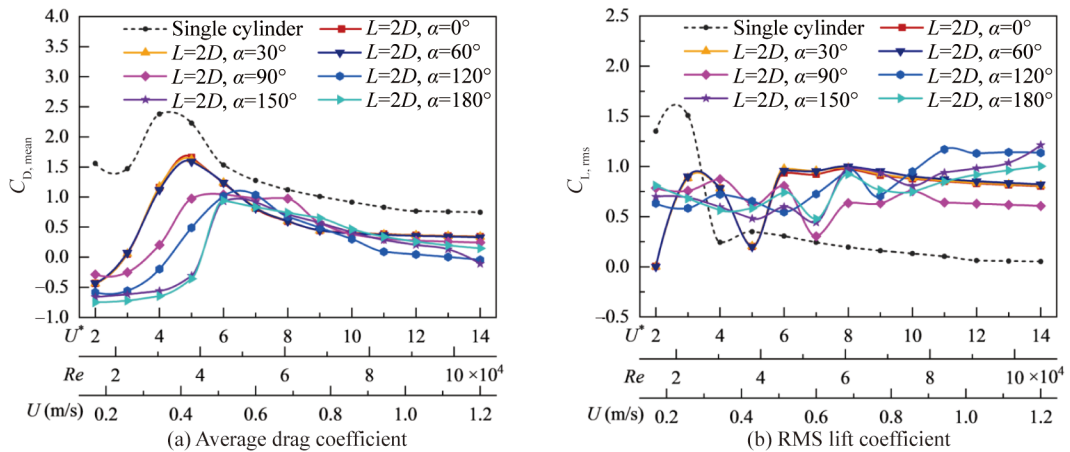 4.0
3.5
3.0
2.5
2.0
1.5
1.0
0.5
0.0
−0.5
−1.0
C_D, mean
Single cylinder
L=2D, α=0°
L=2D, α=30°
L=2D, α=60°
L=2D, α=90°
L=2D, α=120°
L=2D, α=150°
L=2D, α=180°
U* 2 4 6 8 10 12 14
Re 2 4 6 8 10 ×10⁴
U (m/s) 0.2 0.4 0.6 0.8 1.0 1.2
(a) Average drag coefficient
2.5
2.0
1.5
1.0
0.5
0.0
−0.5
C_L, rms
Single cylinder
L=2D, α=0°
L=2D, α=30°
L=2D, α=60°
L=2D, α=90°
L=2D, α=120°
L=2D, α=150°
L=2D, α=180°
U* 2 4 6 8 10 12 14
Re 2 4 6 8 10 ×10⁴
U (m/s) 0.2 0.4 0.6 0.8 1.0 1.2
(b) RMS lift coefficient